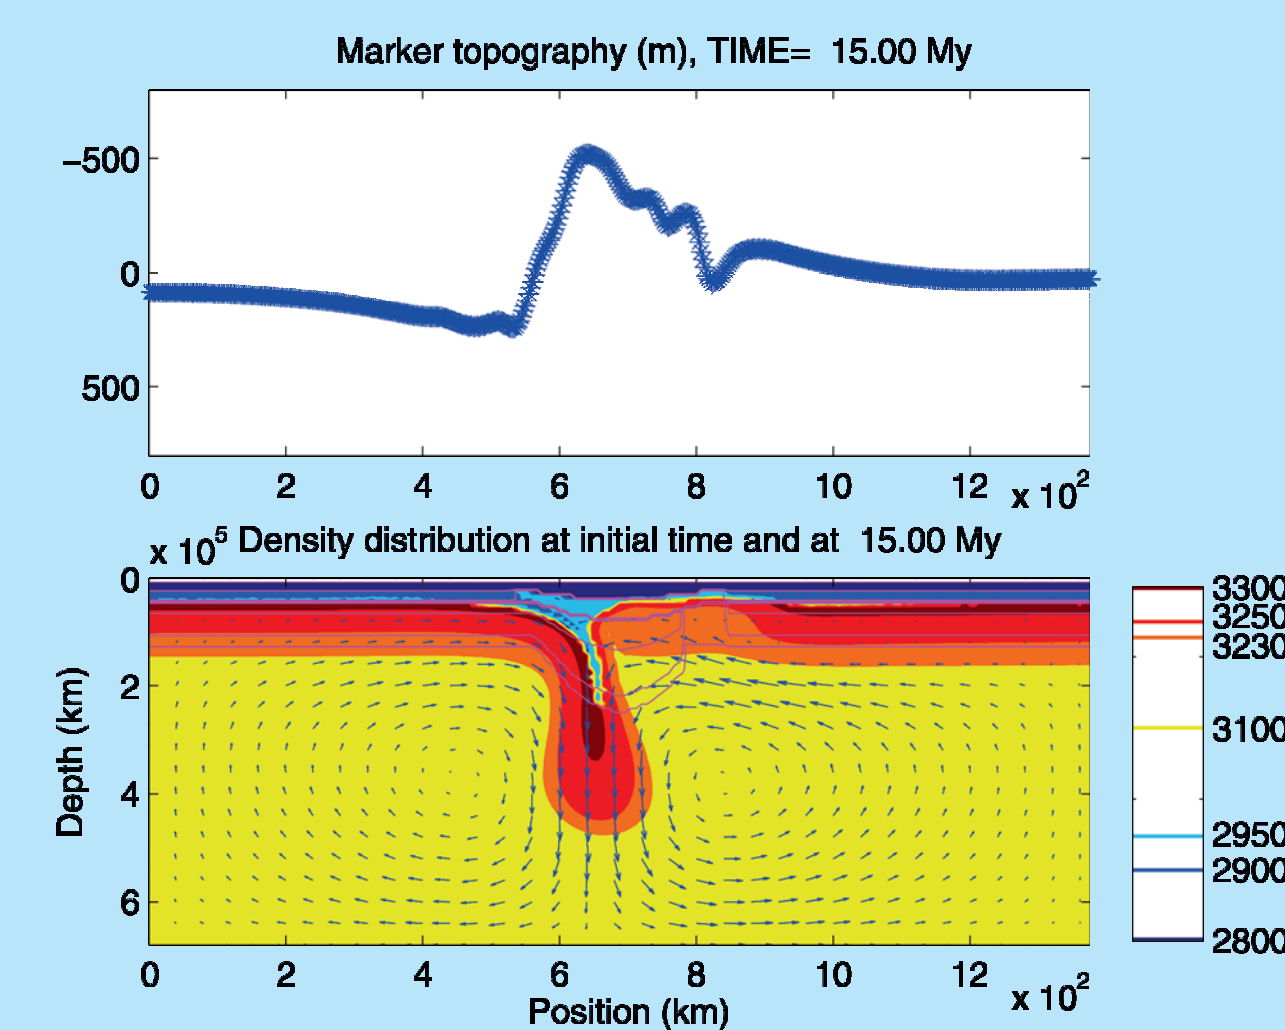 Marker topography (m), TIME= 15.00 My
−500
0
500
0 2 4 6 8 10 12 x 10²
x 10⁵ Density distribution at initial time and at 15.00 My
0
2
4
6
Depth (km)
0 2 4 6 8 10 12 x 10²
Position (km)
3300
3250
3230
3100
2950
2900
2800